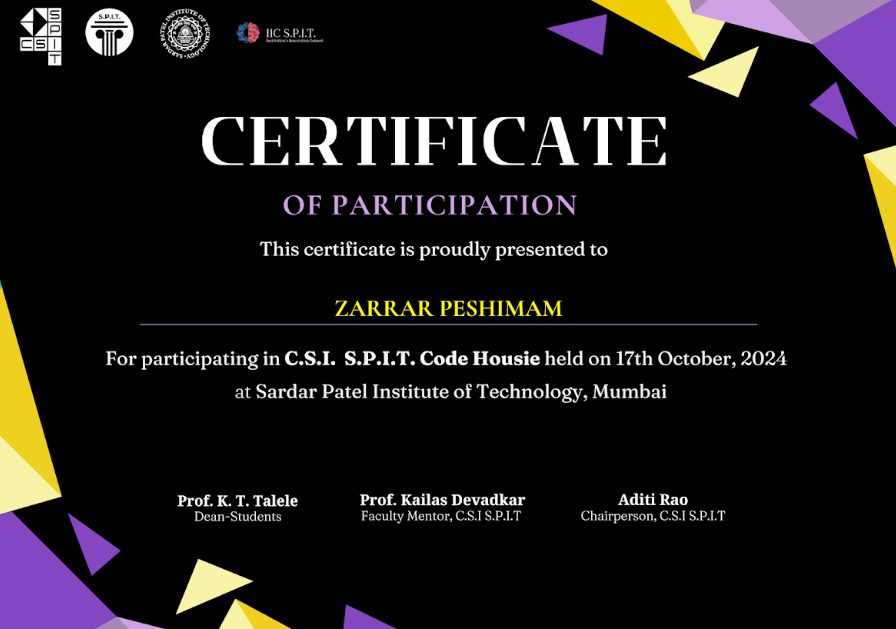 CSI
SPIT
S.P.I.T.
SARDAR PATEL INSTITUTE OF TECHNOLOGY
IIC S.P.I.T.
CERTIFICATE
OF PARTICIPATION
This certificate is proudly presented to
ZARRAR PESHIMAM
For participating in C.S.I. S.P.I.T. Code Housie held on 17th October, 2024
at Sardar Patel Institute of Technology, Mumbai
Prof. K. T. Talele
Dean-Students
Prof. Kailas Devadkar
Faculty Mentor, C.S.I S.P.I.T
Aditi Rao
Chairperson, C.S.I S.P.I.T